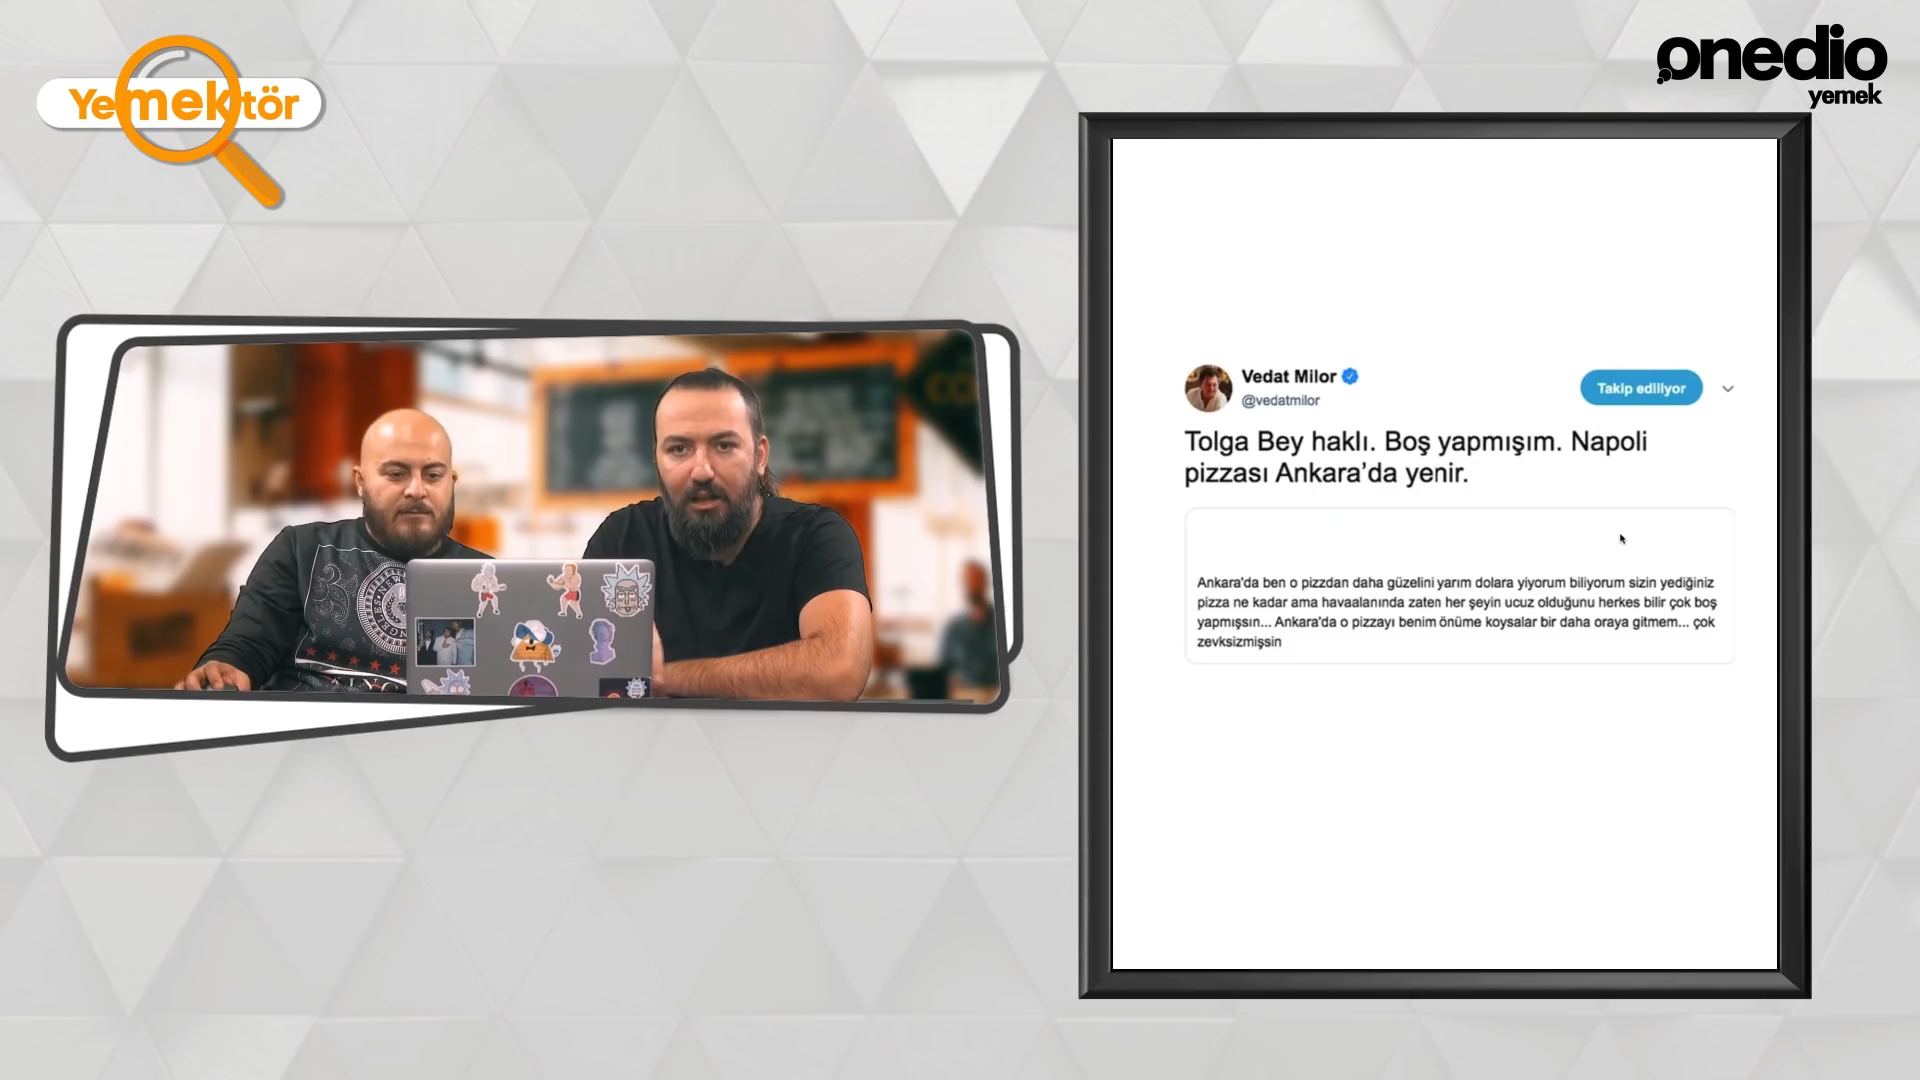 Yemektör
onedio
yemek
Vedat Milor
@vedatmilor
Takip ediliyor
Tolga Bey haklı. Boş yapmışım. Napoli
pizzası Ankara'da yenir.
Ankara'da ben o pizzdan daha güzelini yarım dolara yiyorum biliyorum sizin yediğiniz
pizza ne kadar ama havaalanında zaten her şeyin ucuz olduğunu herkes bilir çok boş
yapmışsın... Ankara'da o pizzayı benim önüme koysalar bir daha oraya gitmem... çok
zevksizmişsin